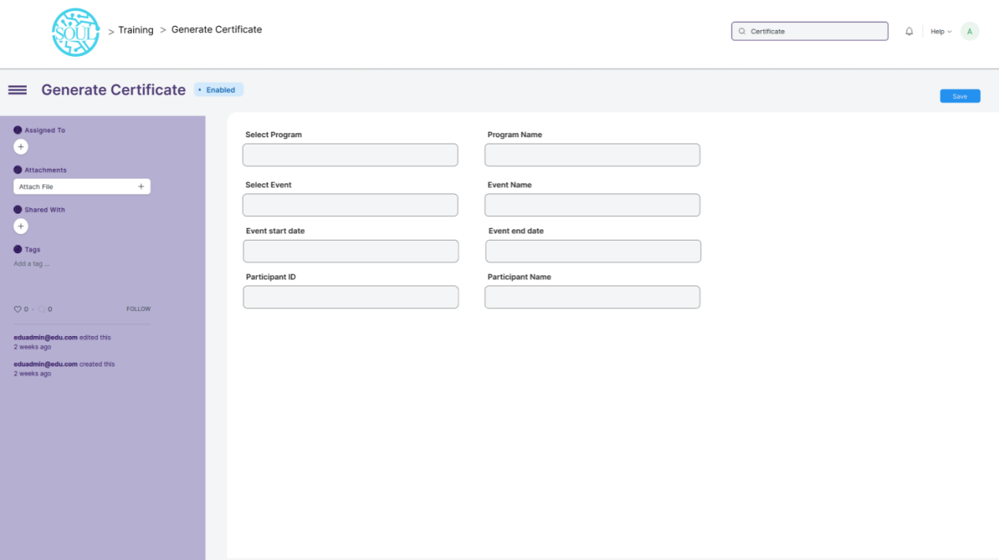 SOUL
> Training > Generate Certificate
Certificate
Help
A
Generate Certificate
• Enabled
Save
Assigned To
+
Attachments
Attach File +
Shared With
+
Tags
Add a tag ...
0 · 0 FOLLOW
eduadmin@edu.com edited this
2 weeks ago
eduadmin@edu.com created this
2 weeks ago
Select Program
Program Name
Select Event
Event Name
Event start date
Event end date
Participant ID
Participant Name